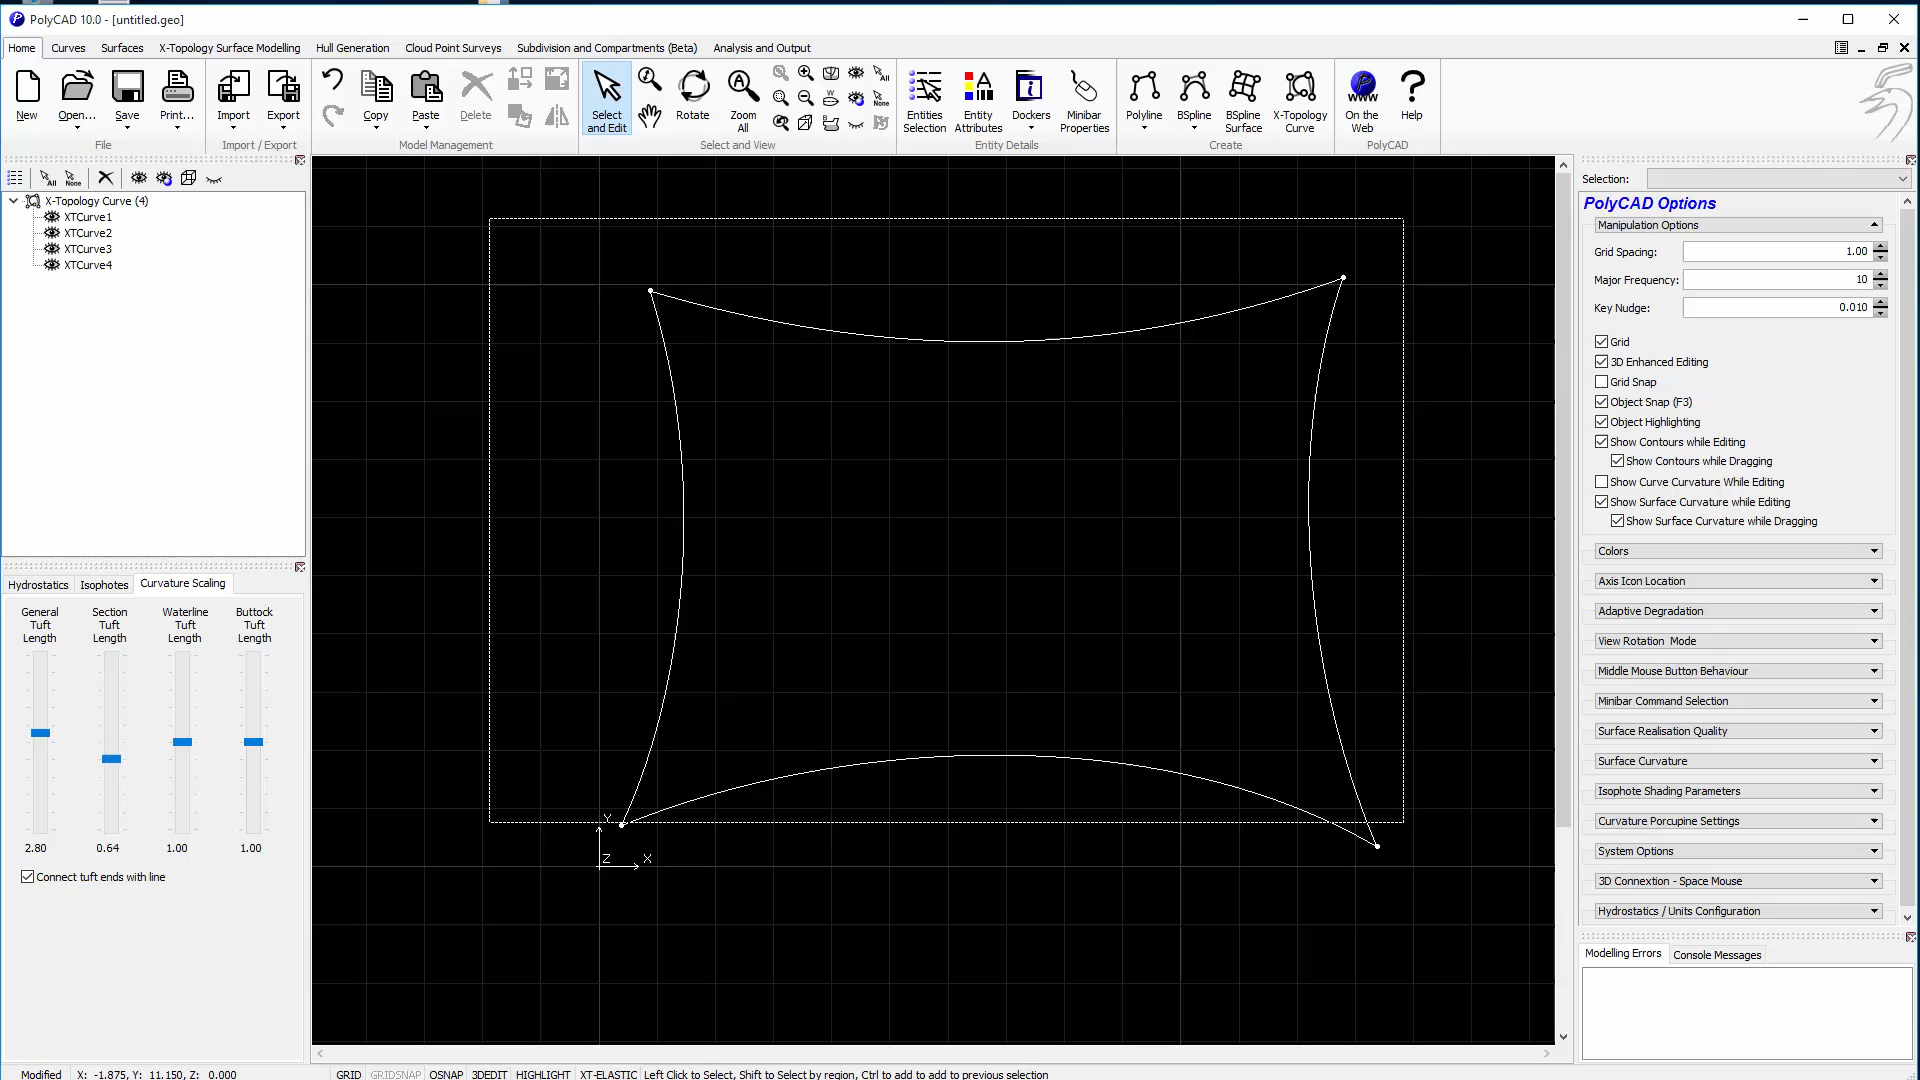 PolyCAD 10.0 - [untitled.geo]
Home Curves Surfaces X-Topology Surface Modelling Hull Generation Cloud Point Surveys Subdivision and Compartments (Beta) Analysis and Output
New Open... Save Print... Import Export Copy Paste Delete Select and Edit Rotate Zoom All All W None Entities Selection Entity Attributes Dockers Minibar Properties Polyline BSpline BSpline Surface X-Topology Curve On the Web Help
File Import / Export Model Management Select and View Entity Details Create PolyCAD
All None
X-Topology Curve (4)
XTCurve1
XTCurve2
XTCurve3
XTCurve4
Hydrostatics Isophotes Curvature Scaling
General Tuft Length
Section Tuft Length
Waterline Tuft Length
Buttock Tuft Length
2.80 0.64 1.00 1.00
Connect tuft ends with line
Y
Z X
Selection:
PolyCAD Options
Manipulation Options
Grid Spacing: 1.00
Major Frequency: 10
Key Nudge: 0.010
Grid
3D Enhanced Editing
Grid Snap
Object Snap (F3)
Object Highlighting
Show Contours while Editing
Show Contours while Dragging
Show Curve Curvature While Editing
Show Surface Curvature while Editing
Show Surface Curvature while Dragging
Colors
Axis Icon Location
Adaptive Degradation
View Rotation Mode
Middle Mouse Button Behaviour
Minibar Command Selection
Surface Realisation Quality
Surface Curvature
Isophote Shading Parameters
Curvature Porcupine Settings
System Options
3D Connextion - Space Mouse
Hydrostatics / Units Configuration
Modelling Errors Console Messages
Modified X: -1.875, Y: 11.150, Z: 0.000 GRID GRIDSNAP OSNAP 3DEDIT HIGHLIGHT XT-ELASTIC Left Click to Select, Shift to Select by region, Ctrl to add to add to previous selection